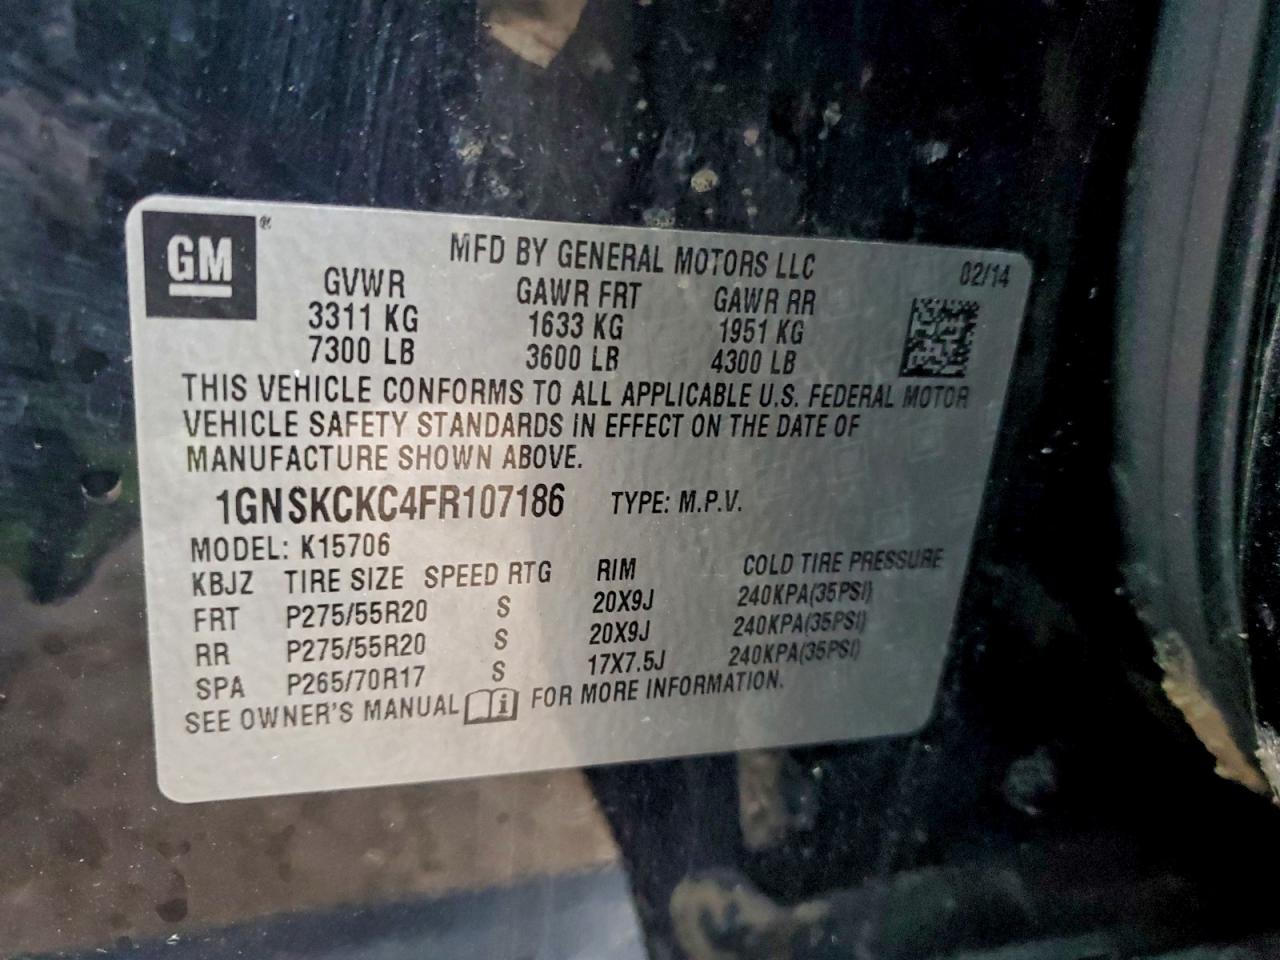 GM ®
MFD BY GENERAL MOTORS LLC
02/14
GVWR GAWR FRT GAWR RR
3311 KG 1633 KG 1951 KG
7300 LB 3600 LB 4300 LB
THIS VEHICLE CONFORMS TO ALL APPLICABLE U.S. FEDERAL MOTOR
VEHICLE SAFETY STANDARDS IN EFFECT ON THE DATE OF
MANUFACTURE SHOWN ABOVE.
1GNSKCKC4FR107186 TYPE: M.P.V.
MODEL: K15706
KBJZ TIRE SIZE SPEED RTG RIM COLD TIRE PRESSURE
FRT P275/55R20 S 20X9J 240KPA(35PSI)
RR P275/55R20 S 20X9J 240KPA(35PSI)
SPA P265/70R17 S 17X7.5J 240KPA(35PSI)
SEE OWNER'S MANUAL i FOR MORE INFORMATION.